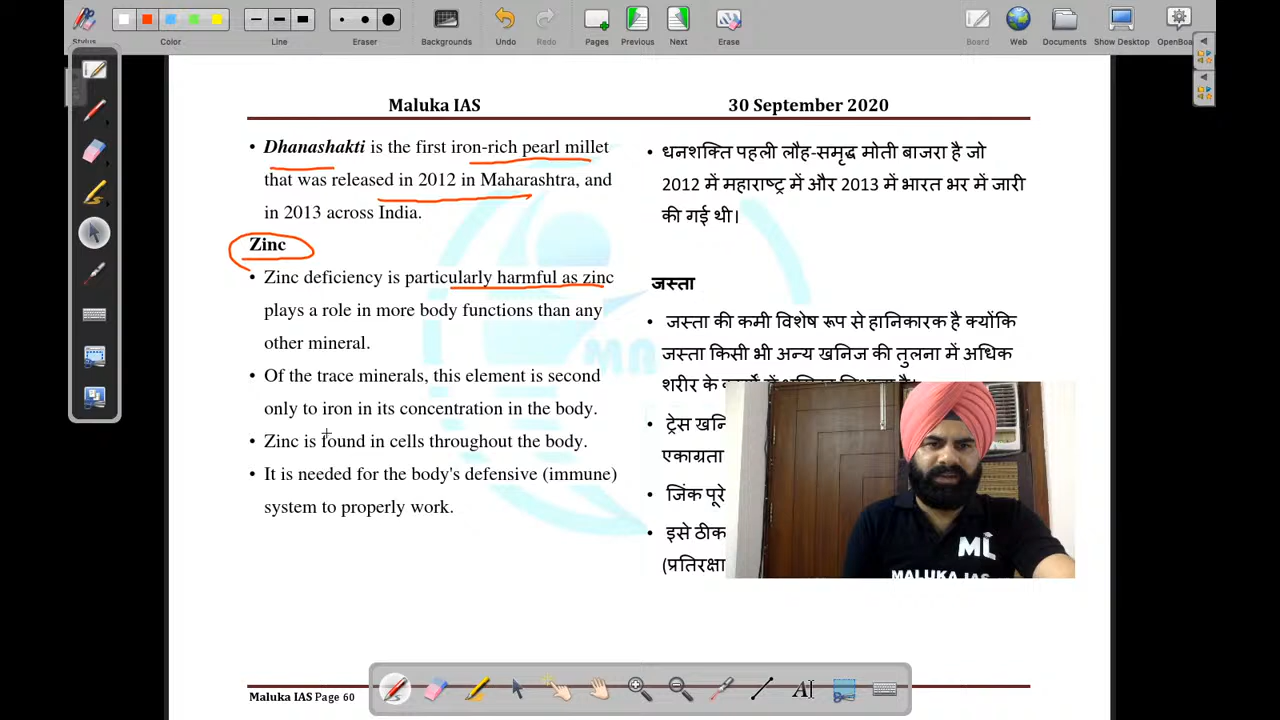 Stylus
Color
Line
Eraser
Backgrounds
Undo
Redo
Pages
Previous
Next
Erase
Board
Web
Documents
Show Desktop
OpenBoa
Maluka IAS
30 September 2020
• Dhanashakti is the first iron-rich pearl millet
that was released in 2012 in Maharashtra, and
in 2013 across India.
Zinc
• Zinc deficiency is particularly harmful as zinc
plays a role in more body functions than any
other mineral.
• Of the trace minerals, this element is second
only to iron in its concentration in the body.
• Zinc is found in cells throughout the body.
• It is needed for the body's defensive (immune)
system to properly work.
• धनशक्ति पहली लौह-समृद्ध मोती बाजरा है जो
2012 में महाराष्ट्र में और 2013 में भारत भर में जारी
की गई थी।
जस्ता
• जस्ता की कमी विशेष रूप से हानिकारक है क्योंकि
जस्ता किसी भी अन्य खनिज की तुलना में अधिक
शरीर के
• ट्रेस
एकाग्रता
• जिंक पूरे
• इसे ठीक
(प्रतिरक्षा
ML
MALUKA IAS
Maluka IAS Page 60